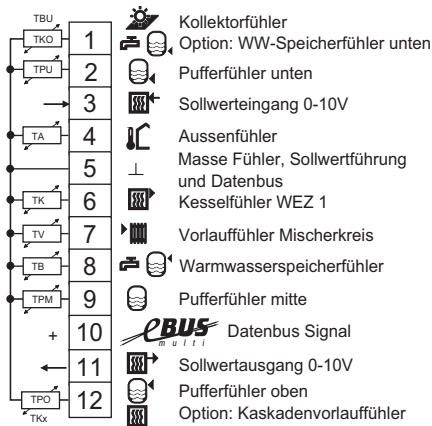 TBU
TKO 1 Kollektorfühler
Option: WW-Speicherfühler unten
TPU 2 Pufferfühler unten
3 Sollwerteingang 0-10V
TA 4 Aussenfühler
5 ⊥ Masse Fühler, Sollwertführung
und Datenbus
TK 6 Kesselfühler WEZ 1
TV 7 Vorlauffühler Mischerkreis
TB 8 Warmwasserspeicherfühler
TPM 9 Pufferfühler mitte
+ 10 eBUS multi Datenbus Signal
11 Sollwertausgang 0-10V
TPO 12 Pufferfühler oben
TKx Option: Kaskadenvorlauffühler